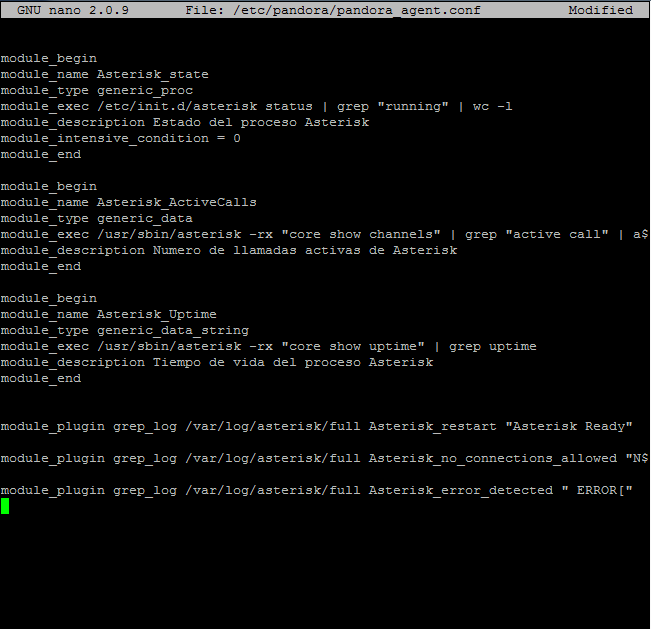 GNU nano 2.0.9 File: /etc/pandora/pandora_agent.conf Modified
module_begin
module_name Asterisk_state
module_type generic_proc
module_exec /etc/init.d/asterisk status | grep "running" | wc -l
module_description Estado del proceso Asterisk
module_intensive_condition = 0
module_end
module_begin
module_name Asterisk_ActiveCalls
module_type generic_data
module_exec /usr/sbin/asterisk -rx "core show channels" | grep "active call" | a$
module_description Numero de llamadas activas de Asterisk
module_end
module_begin
module_name Asterisk_Uptime
module_type generic_data_string
module_exec /usr/sbin/asterisk -rx "core show uptime" | grep uptime
module_description Tiempo de vida del proceso Asterisk
module_end
module_plugin grep_log /var/log/asterisk/full Asterisk_restart "Asterisk Ready"
module_plugin grep_log /var/log/asterisk/full Asterisk_no_connections_allowed "N$
module_plugin grep_log /var/log/asterisk/full Asterisk_error_detected " ERROR["